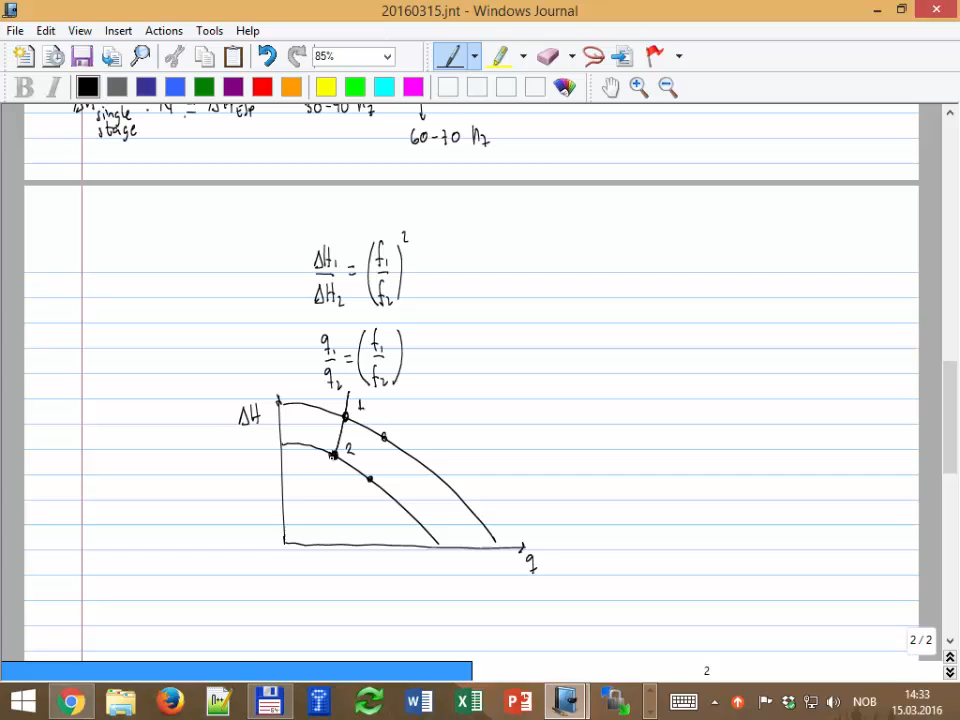 20160315.jnt - Windows Journal
File Edit View Insert Actions Tools Help
85%
B I
single · N = ΔH ESP
stage
60-70 Hz
ΔH1 / ΔH2 = (f1 / f2)^2
q1 / q2 = (f1 / f2)
ΔH
1
2
q
2 / 2
2
NOB
14:33
15.03.2016